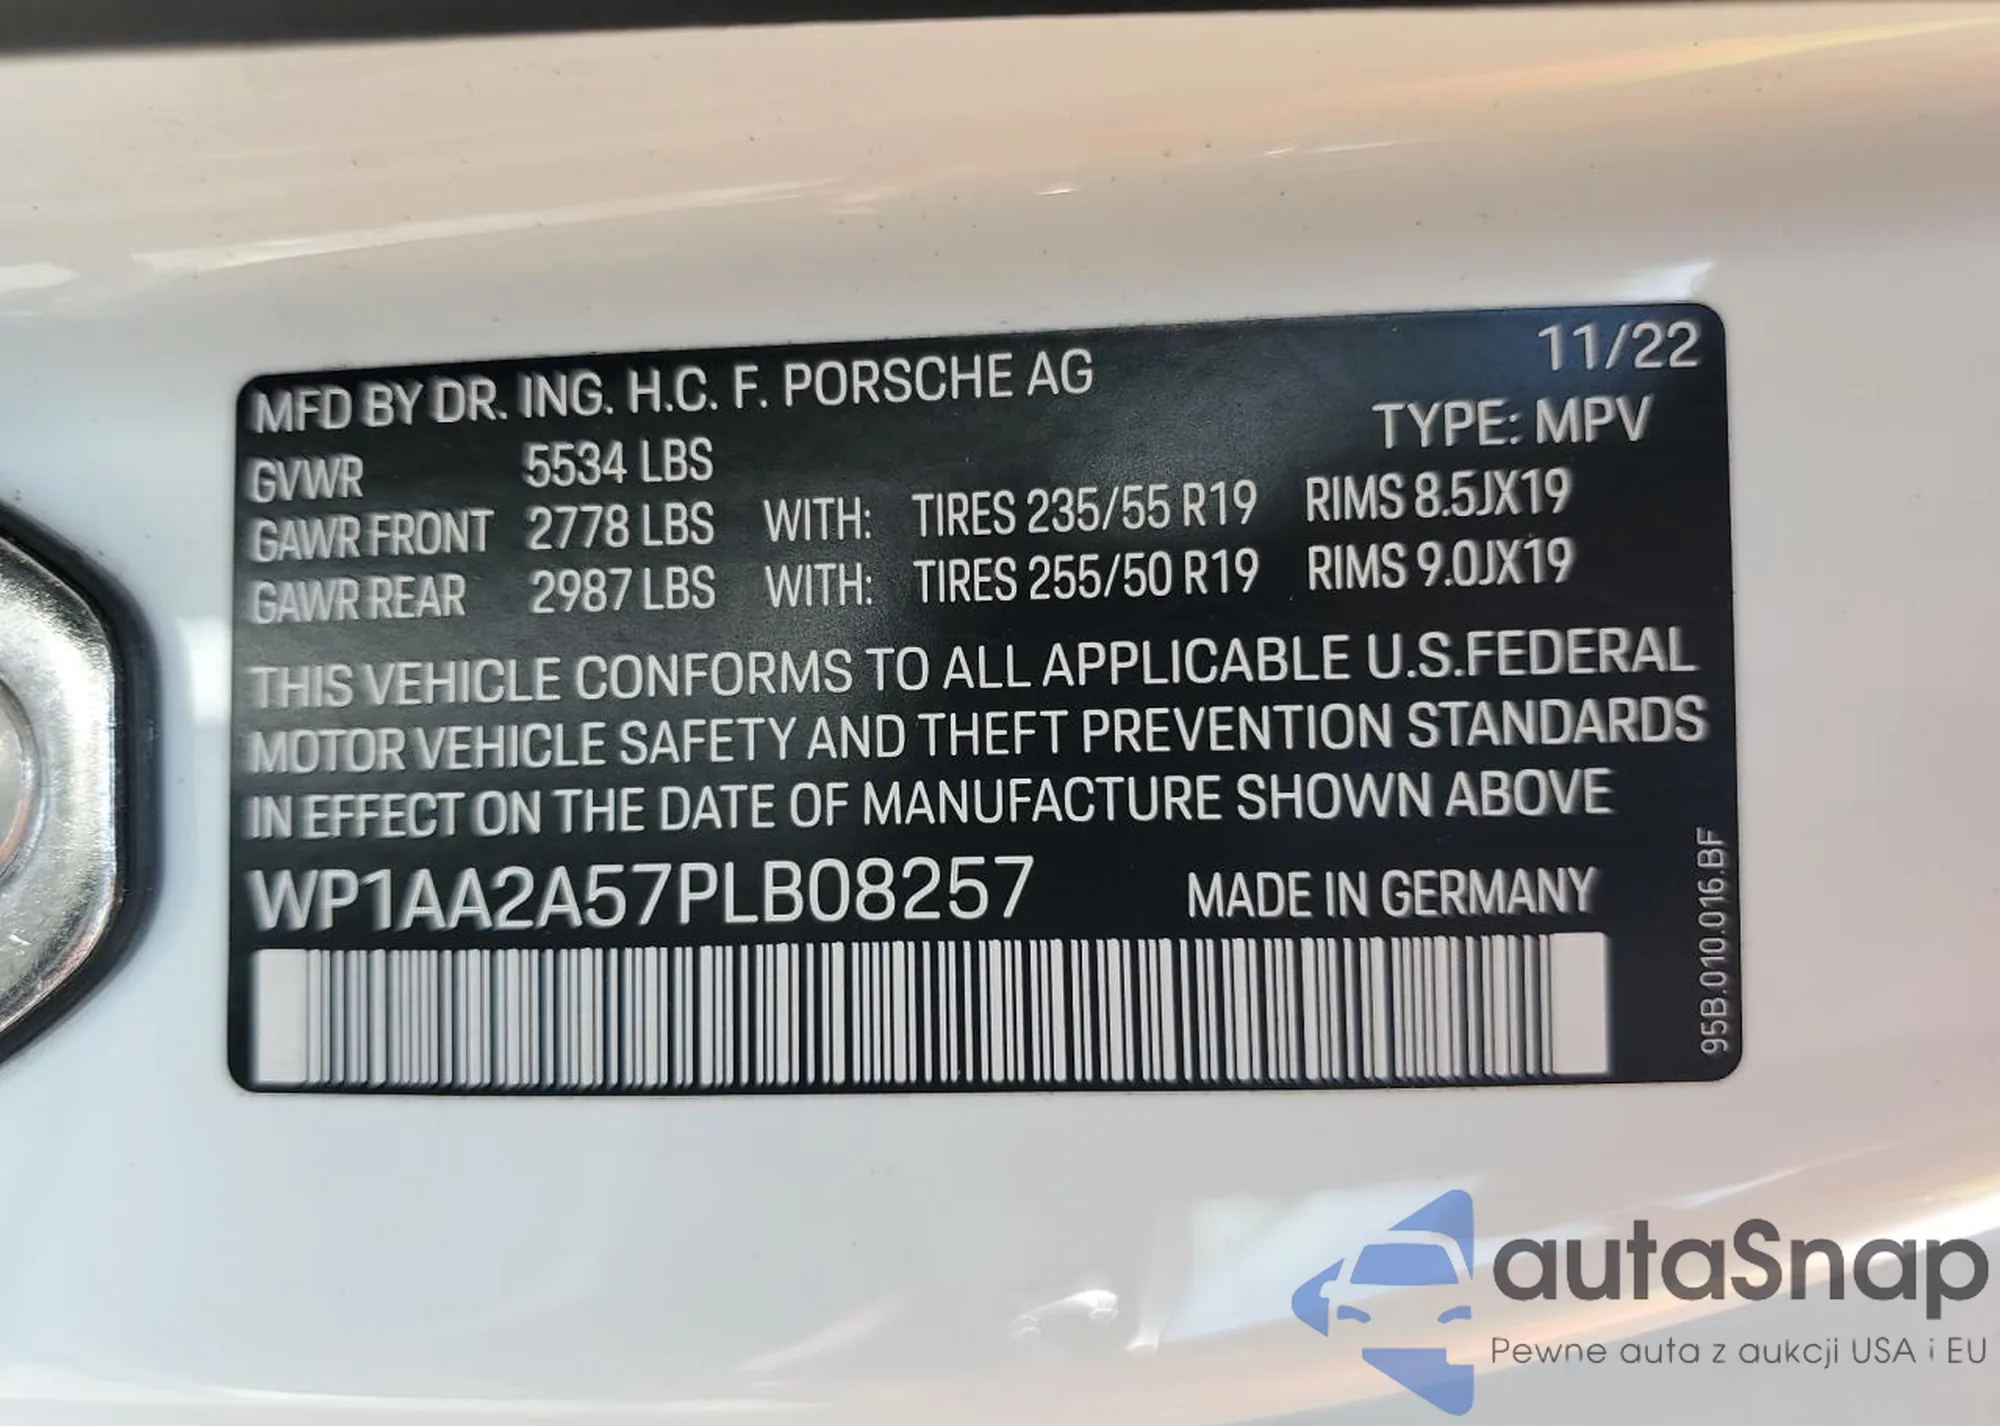 MFD BY DR. ING. H.C. F. PORSCHE AG 11/22
TYPE: MPV
GVWR 5534 LBS
GAWR FRONT 2778 LBS WITH: TIRES 235/55 R19 RIMS 8.5JX19
GAWR REAR 2987 LBS WITH: TIRES 255/50 R19 RIMS 9.0JX19
THIS VEHICLE CONFORMS TO ALL APPLICABLE U.S.FEDERAL
MOTOR VEHICLE SAFETY AND THEFT PREVENTION STANDARDS
IN EFFECT ON THE DATE OF MANUFACTURE SHOWN ABOVE
WP1AA2A57PLB08257 MADE IN GERMANY
95B.010.016.BF
autaSnap
Pewne auta z aukcji USA i EU